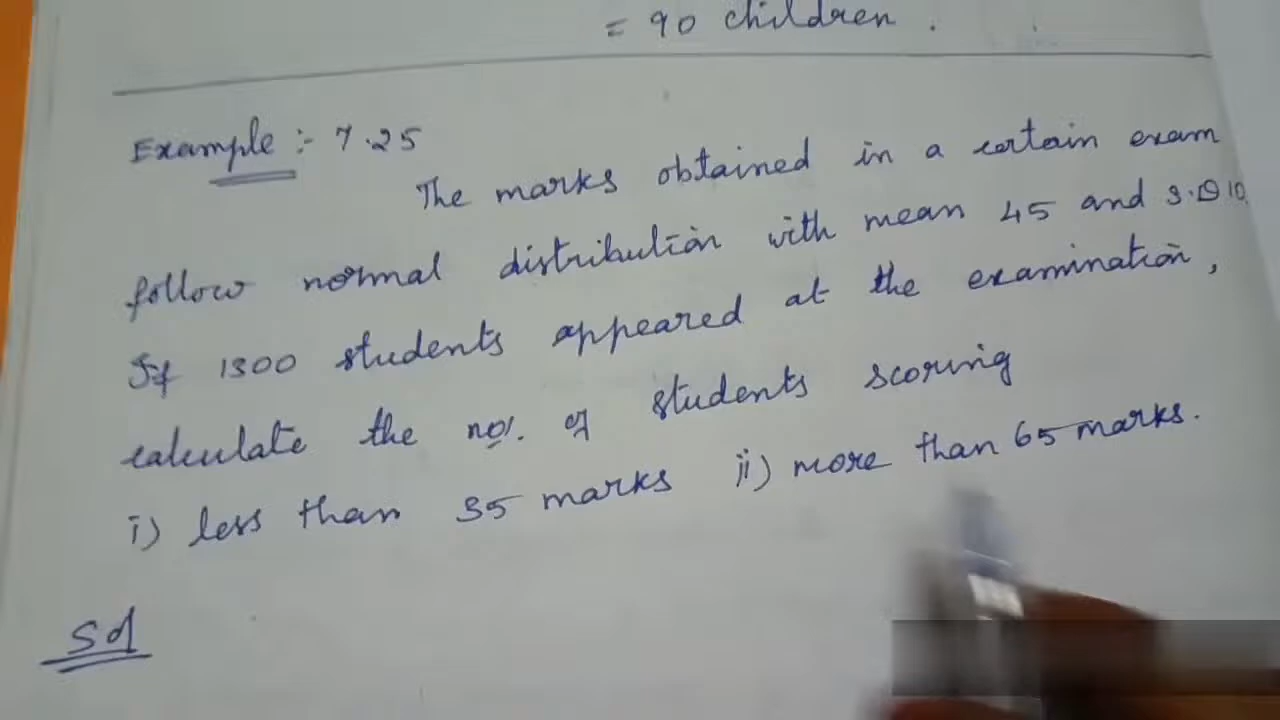 = 90 children.
Example :- 7.25
The marks obtained in a certain exam
follow normal distribution with mean 45 and S.D 10.
If 1300 students appeared at the examination,
calculate the no. of students scoring
i) less than 35 marks ii) more than 65 marks.
Sol